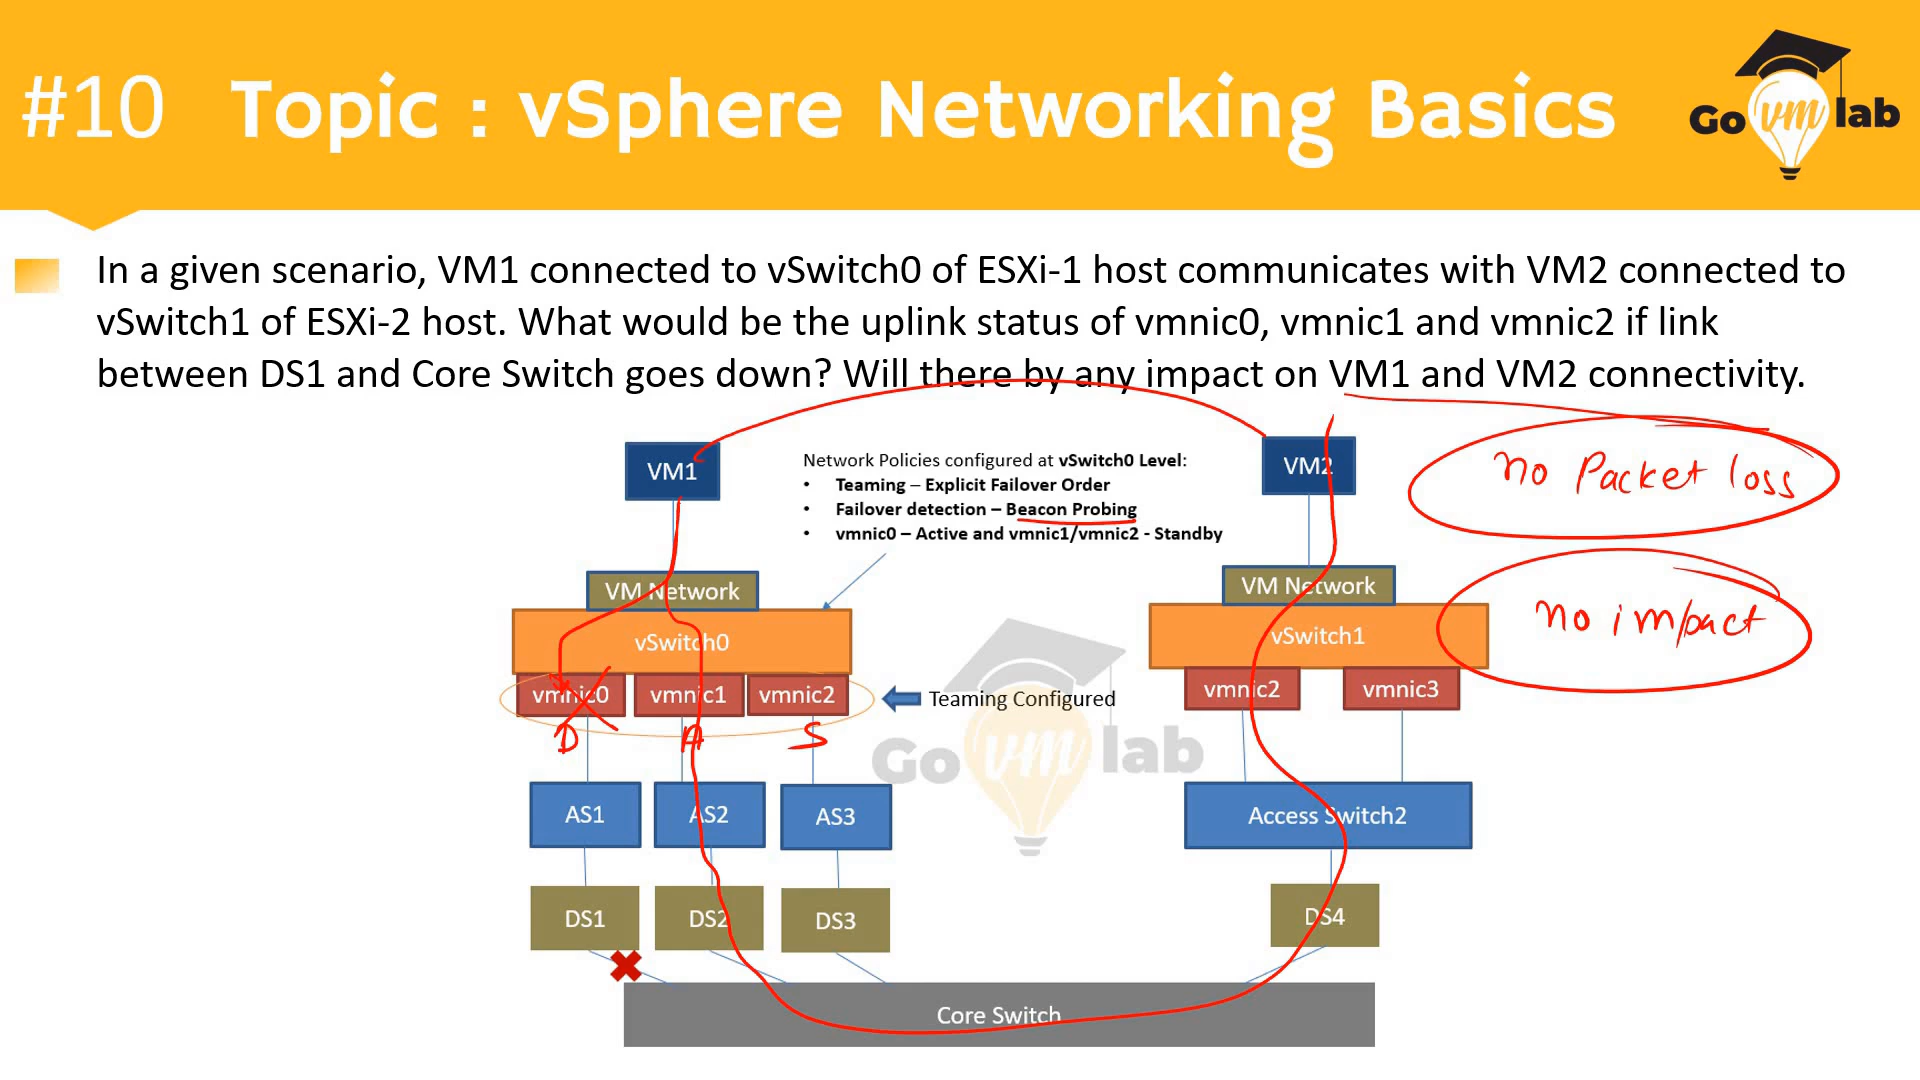 #10 Topic : vSphere Networking Basics
Go vm lab
In a given scenario, VM1 connected to vSwitch0 of ESXi-1 host communicates with VM2 connected to
vSwitch1 of ESXi-2 host. What would be the uplink status of vmnic0, vmnic1 and vmnic2 if link
between DS1 and Core Switch goes down? Will there by any impact on VM1 and VM2 connectivity.
VM1
Network Policies configured at vSwitch0 Level:
• Teaming – Explicit Failover Order
• Failover detection – Beacon Probing
• vmnic0 – Active and vmnic1/vmnic2 - Standby
VM2
no Packet loss
VM Network
VM Network
no impact
vSwitch0
vSwitch1
vmnic0 vmnic1 vmnic2
Teaming Configured
vmnic2 vmnic3
D A S
Go vm lab
AS1 AS2 AS3
Access Switch2
DS1 DS2 DS3
DS4
Core Switch